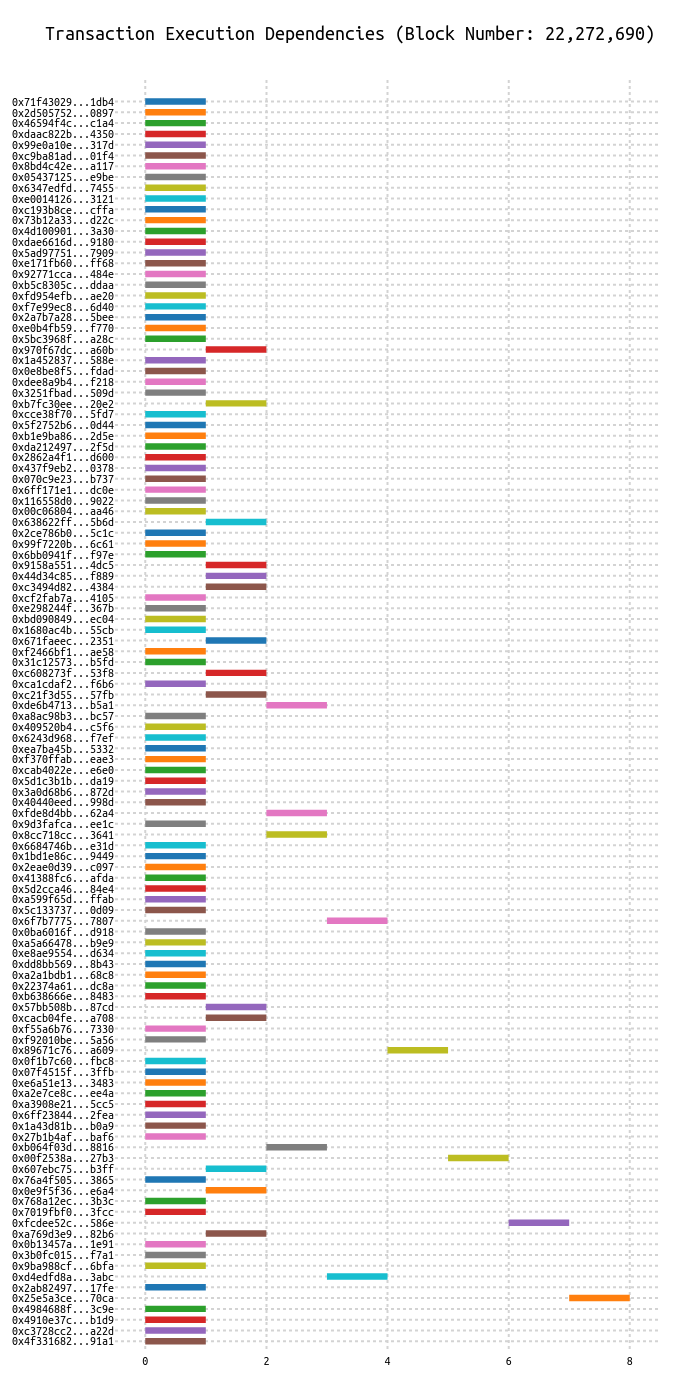 Transaction Execution Dependencies (Block Number: 22,272,690)
0x71f43029...1db4
0x2d505752...0897
0x46594f4c...c1a4
0xdaac822b...4350
0x99e0a10e...317d
0xc9ba81ad...01f4
0x8bd4c42e...a117
0x05437125...e9be
0x6347edfd...7455
0xe0014126...3121
0xc193b8ce...cffa
0x73b12a33...d22c
0x4d100901...3a30
0xdae6616d...9180
0x5ad97751...7909
0xe171fb60...ff68
0x92771cca...484e
0xb5c8305c...ddaa
0xfd954efb...ae20
0xf7e99ec8...6d40
0x2a7b7a28...5bee
0xe0b4fb59...f770
0x5bc3968f...a28c
0x970f67dc...a60b
0x1a452837...588e
0x0e8be8f5...fdad
0xdee8a9b4...f218
0x3251fbad...509d
0xb7fc30ee...20e2
0xcce38f70...5fd7
0x5f2752b6...0d44
0xb1e9ba86...2d5e
0xda212497...2f5d
0x2862a4f1...d600
0x437f9eb2...0378
0x070c9e23...b737
0x6ff171e1...dc0e
0x116558d0...9022
0x00c06804...aa46
0x638622ff...5b6d
0x2ce786b0...5c1c
0x99f7220b...6c61
0x6bb0941f...f97e
0x9158a551...4dc5
0x44d34c85...f889
0xc3494d82...4384
0xcf2fab7a...4105
0xe298244f...367b
0xbd090849...ec04
0x1680ac4b...55cb
0x671faeec...2351
0xf2466bf1...ae58
0x31c12573...b5fd
0xc608273f...53f8
0xca1cdaf2...f6b6
0xc21f3d55...57fb
0xde6b4713...b5a1
0xa8ac98b3...bc57
0x409520b4...c5f6
0x6243d968...f7ef
0xea7ba45b...5332
0xf370ffab...eae3
0xcab4022e...e6e0
0x5d1c3b1b...da19
0x3a0d68b6...872d
0x40440eed...998d
0xfde8d4bb...62a4
0x9d3fafca...ee1c
0x8cc718cc...3641
0x6684746b...e31d
0x1bd1e86c...9449
0x2eae0d39...c097
0x41388fc6...afda
0x5d2cca46...84e4
0xa599f65d...ffab
0x5c133737...0d09
0x6f7b7775...7807
0x0ba6016f...d918
0xa5a66478...b9e9
0xe8ae9554...d634
0xdd8bb569...8b43
0xa2a1bdb1...68c8
0x22374a61...dc8a
0xb638666e...8483
0x57bb508b...87cd
0xcacb04fe...a708
0xf55a6b76...7330
0xf92010be...5a56
0x89671c76...a609
0x0f1b7c60...fbc8
0x07f4515f...3ffb
0xe6a51e13...3483
0xa2e7ce8c...ee4a
0xa3908e21...5cc5
0x6ff23844...2fea
0x1a43d81b...b0a9
0x27b1b4af...baf6
0xb064f03d...8816
0x00f2538a...27b3
0x607ebc75...b3ff
0x76a4f505...3865
0x0e9f5f36...e6a4
0x768a12ec...3b3c
0x7019fbf0...3fcc
0xfcdee52c...586e
0xa769d3e9...82b6
0x0b13457a...1e91
0x3b0fc015...f7a1
0x9ba988cf...6bfa
0xd4edfd8a...3abc
0x2ab82497...17fe
0x25e5a3ce...70ca
0x4984688f...3c9e
0x4910e37c...b1d9
0xc3728cc2...a22d
0x4f331682...91a1
0 2 4 6 8